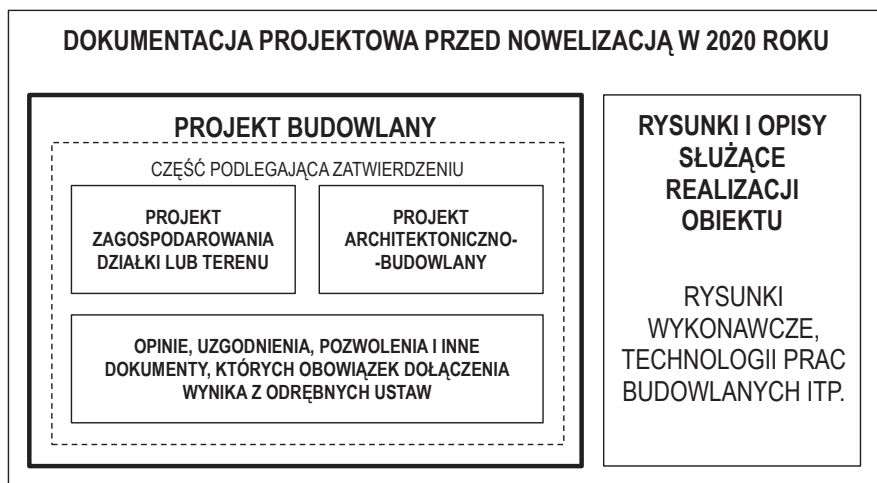 DOKUMENTACJA PROJEKTOWA PRZED NOWELIZACJĄ W 2020 ROKU
PROJEKT BUDOWLANY
CZĘŚĆ PODLEGAJĄCA ZATWIERDZENIU
PROJEKT
ZAGOSPODAROWANIA
DZIAŁKI LUB TERENU
PROJEKT
ARCHITEKTONICZNO-
-BUDOWLANY
OPINIE, UZGODNIENIA, POZWOLENIA I INNE
DOKUMENTY, KTÓRYCH OBOWIĄZEK DOŁĄCZENIA
WYNIKA Z ODRĘBNYCH USTAW
RYSUNKI I OPISY
SŁUŻĄCE
REALIZACJI
OBIEKTU
RYSUNKI
WYKONAWCZE,
TECHNOLOGII PRAC
BUDOWLANYCH ITP.